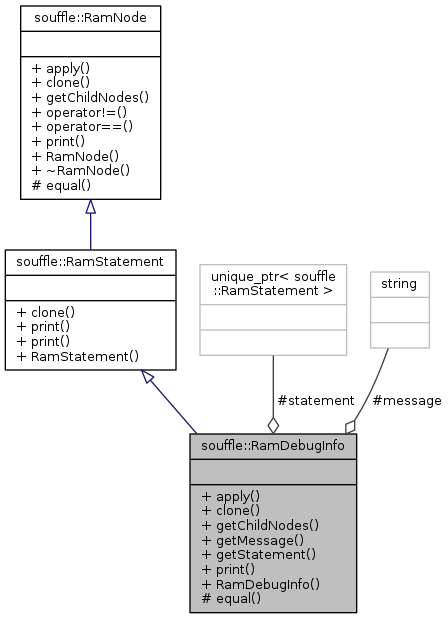 souffle::RamNode
+ apply()
+ clone()
+ getChildNodes()
+ operator!=()
+ operator==()
+ print()
+ RamNode()
+ ~RamNode()
# equal()
souffle::RamStatement
+ clone()
+ print()
+ print()
+ RamStatement()
unique_ptr< souffle
::RamStatement >
string
#statement
#message
souffle::RamDebugInfo
+ apply()
+ clone()
+ getChildNodes()
+ getMessage()
+ getStatement()
+ print()
+ RamDebugInfo()
# equal()